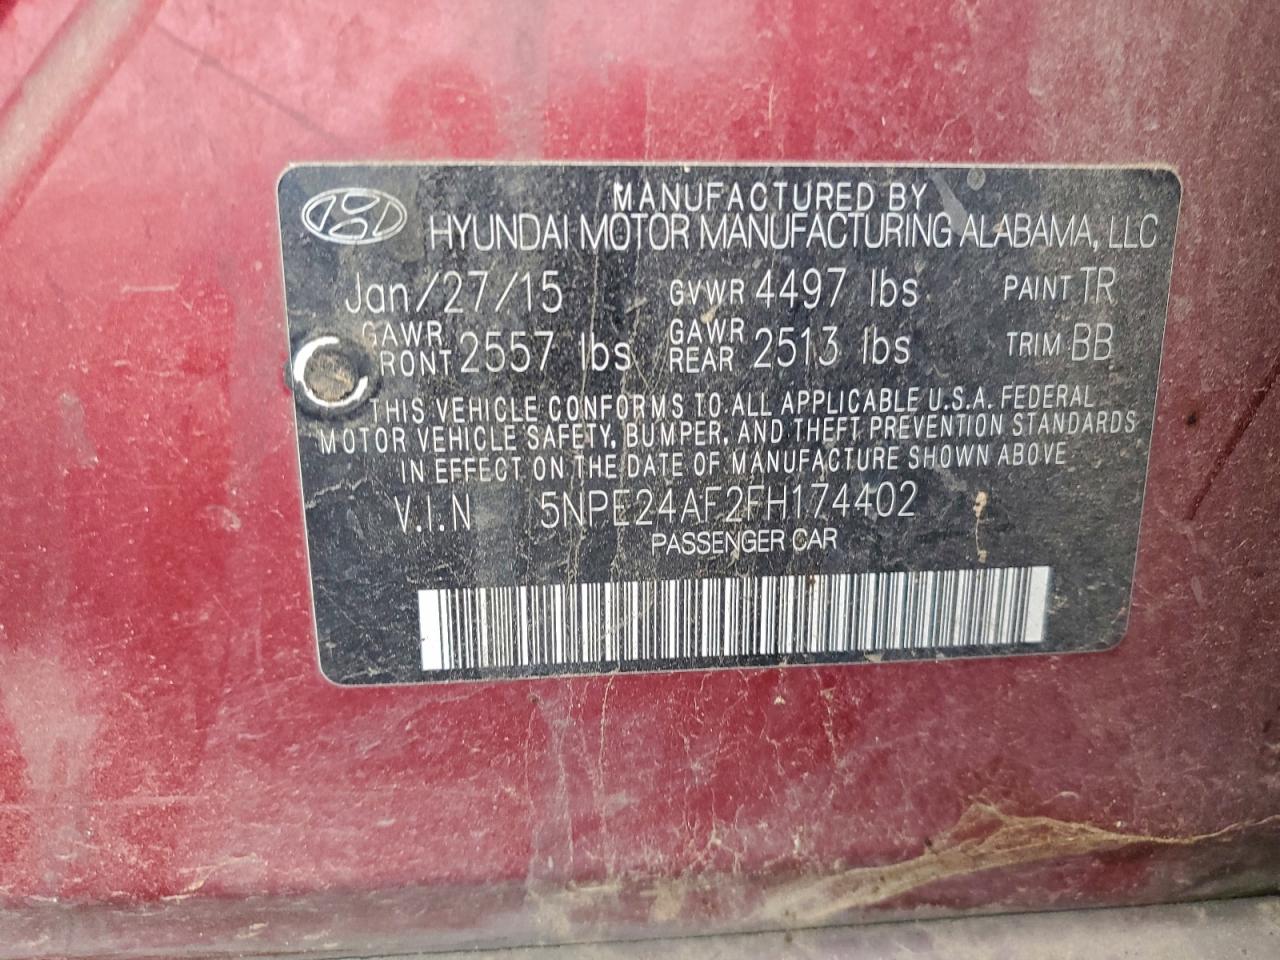 MANUFACTURED BY
HYUNDAI MOTOR MANUFACTURING ALABAMA, LLC
Jan/27/15 GVWR 4497 lbs PAINT TR
GAWR FRONT 2557 lbs GAWR REAR 2513 lbs TRIM BB
THIS VEHICLE CONFORMS TO ALL APPLICABLE U.S.A. FEDERAL
MOTOR VEHICLE SAFETY, BUMPER, AND THEFT PREVENTION STANDARDS
IN EFFECT ON THE DATE OF MANUFACTURE SHOWN ABOVE
V.I.N 5NPE24AF2FH174402
PASSENGER CAR